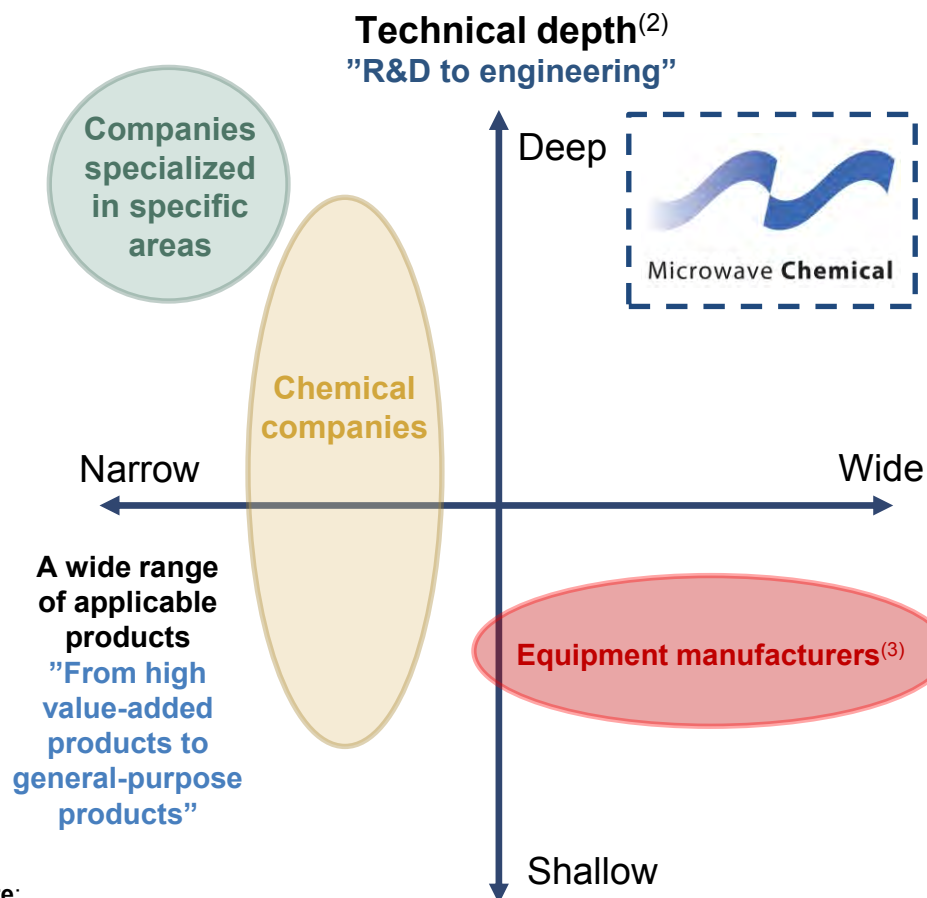 Technical depth(2)
”R&D to engineering”
Companies
specialized
in specific
areas
Deep
Microwave Chemical
Chemical
companies
Narrow
Wide
A wide range
of applicable
products
”From high
value-added
products to
general-purpose
products”
Equipment manufacturers(3)
Shallow